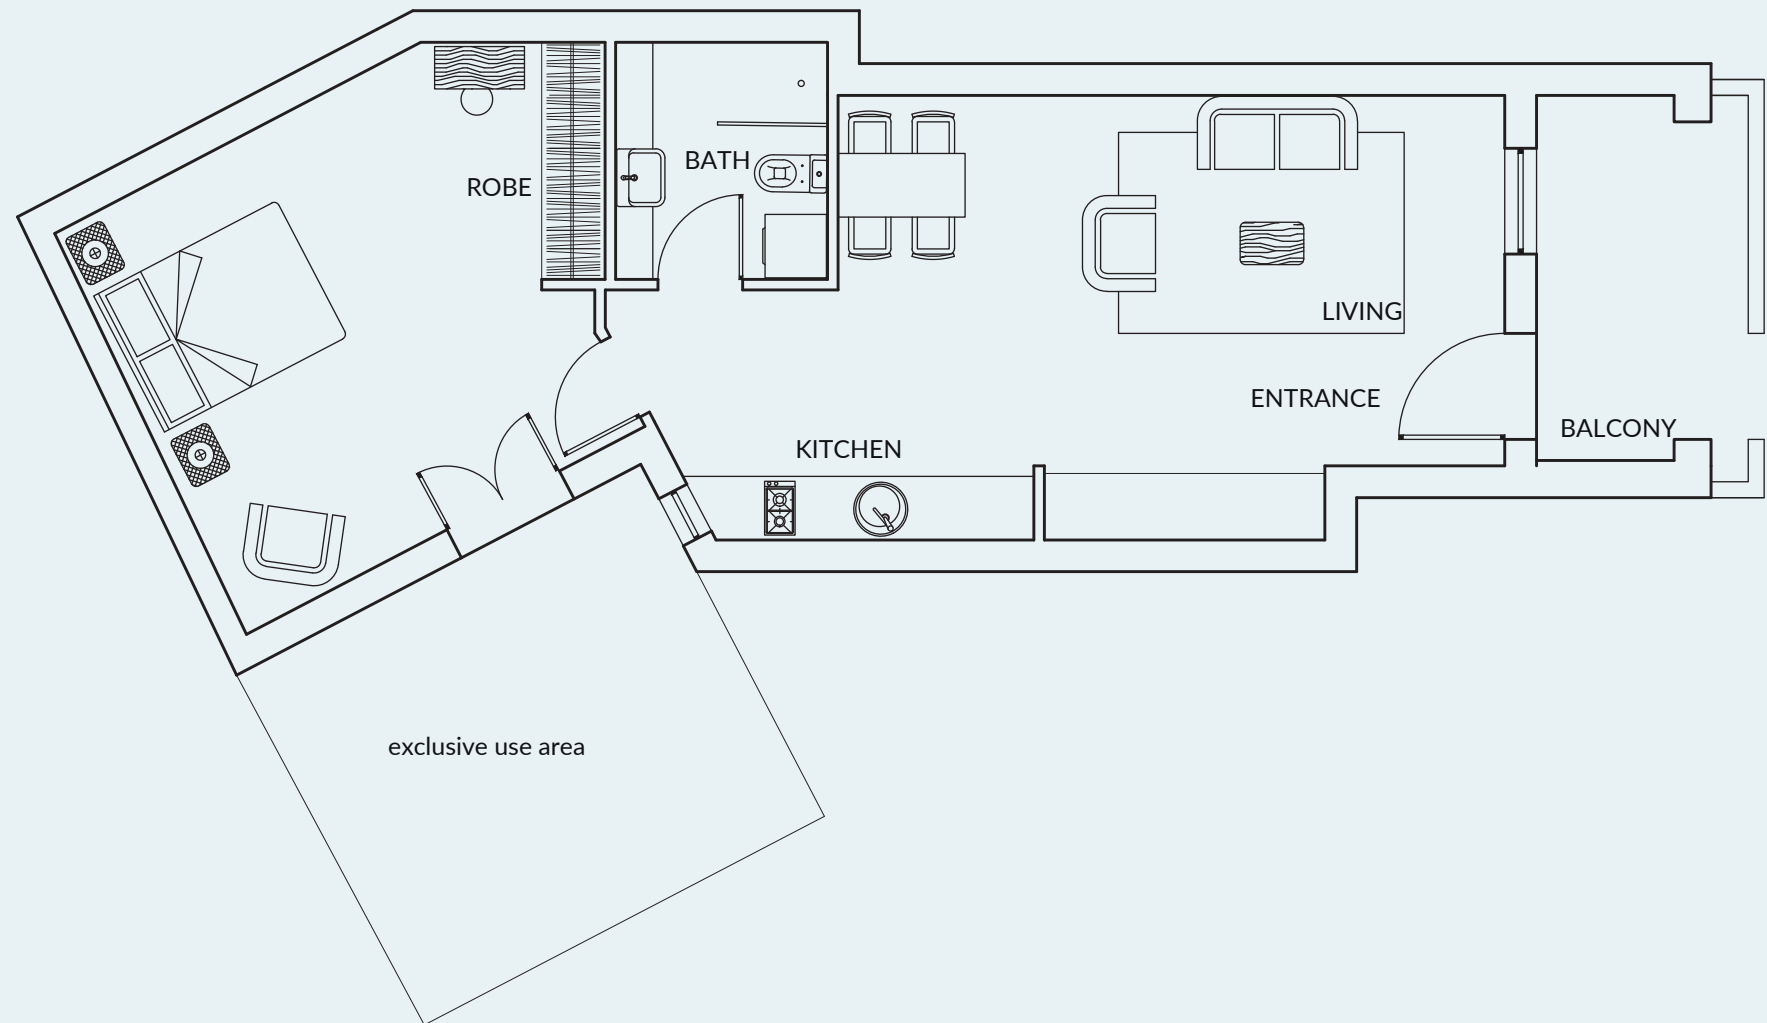 BATH
ROBE
LIVING
ENTRANCE
BALCONY
KITCHEN
exclusive use area